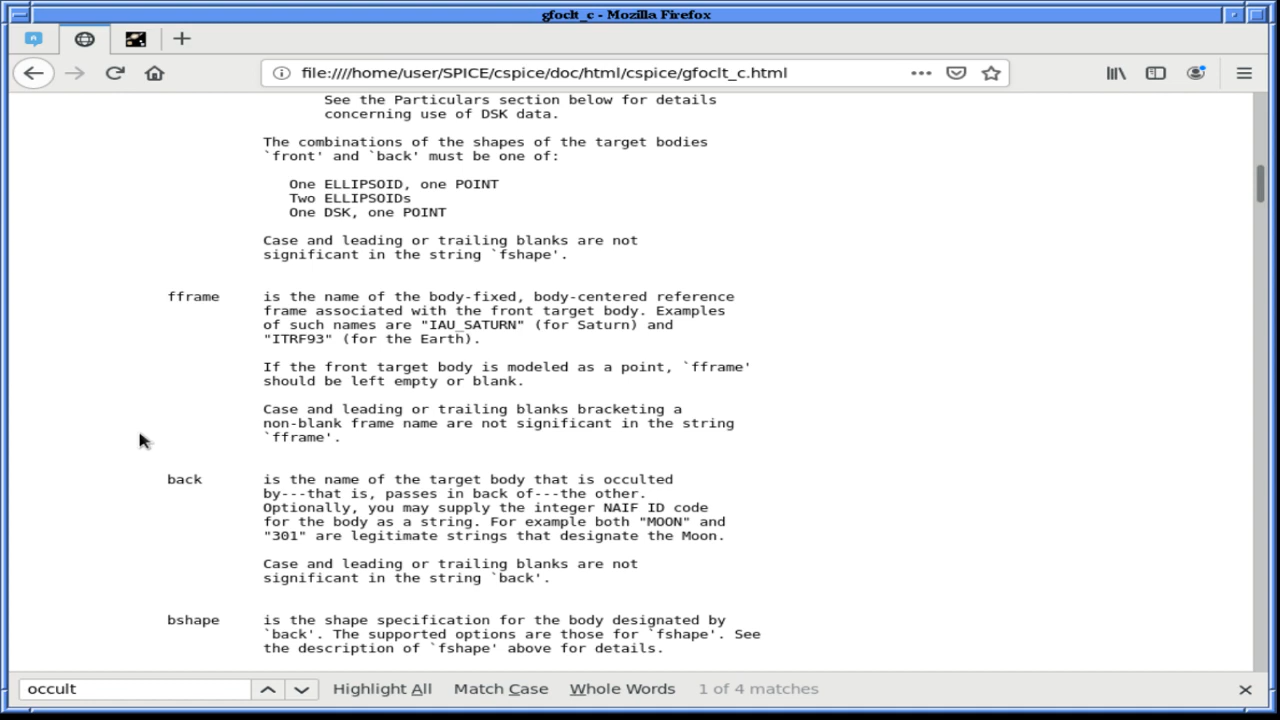 gfoclt_c - Mozilla Firefox
file:////home/user/SPICE/cspice/doc/html/cspice/gfoclt_c.html
See the Particulars section below for details
concerning use of DSK data.
The combinations of the shapes of the target bodies
`front' and `back' must be one of:
One ELLIPSOID, one POINT
Two ELLIPSOIDs
One DSK, one POINT
Case and leading or trailing blanks are not
significant in the string `fshape'.
fframe is the name of the body-fixed, body-centered reference
frame associated with the front target body. Examples
of such names are "IAU_SATURN" (for Saturn) and
"ITRF93" (for the Earth).
If the front target body is modeled as a point, `fframe'
should be left empty or blank.
Case and leading or trailing blanks bracketing a
non-blank frame name are not significant in the string
`fframe'.
back is the name of the target body that is occulted
by---that is, passes in back of---the other.
Optionally, you may supply the integer NAIF ID code
for the body as a string. For example both "MOON" and
"301" are legitimate strings that designate the Moon.
Case and leading or trailing blanks are not
significant in the string `back'.
bshape is the shape specification for the body designated by
`back'. The supported options are those for `fshape'. See
the description of `fshape' above for details.
occult Highlight All Match Case Whole Words 1 of 4 matches